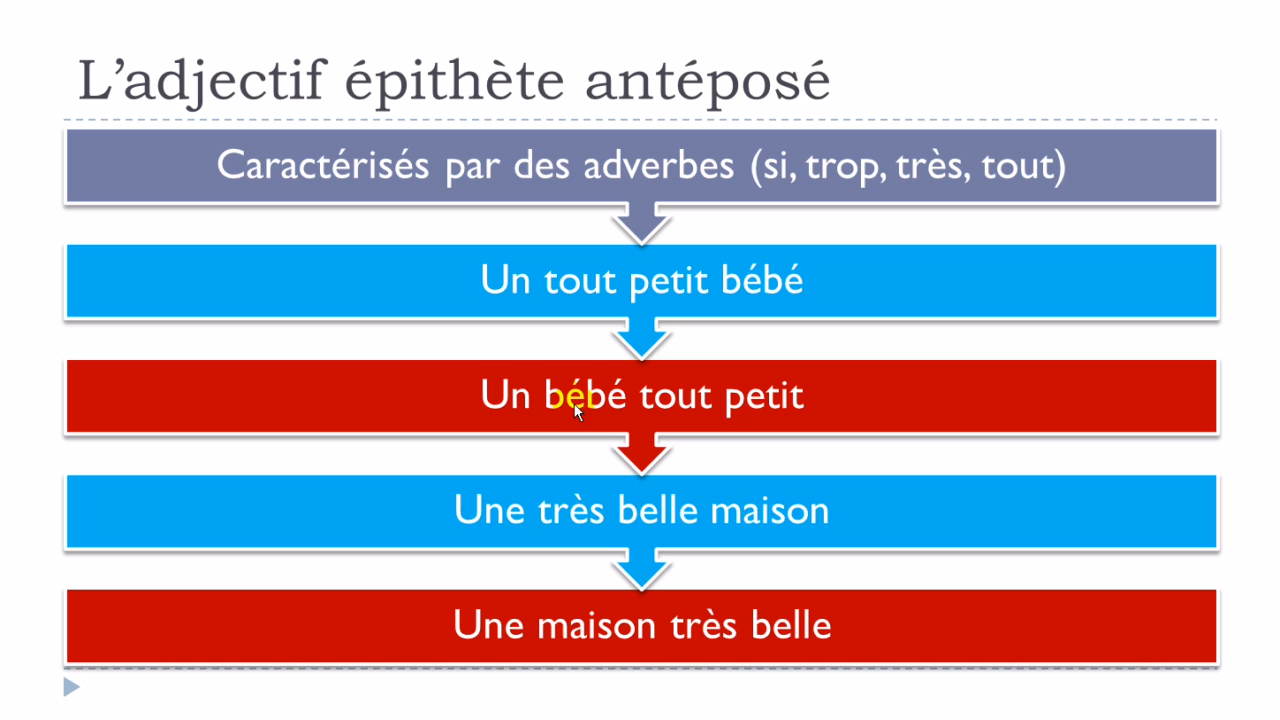 L’adjectif épithète antéposé
Caractérisés par des adverbes (si, trop, très, tout)
Un tout petit bébé
Un bébé tout petit
Une très belle maison
Une maison très belle